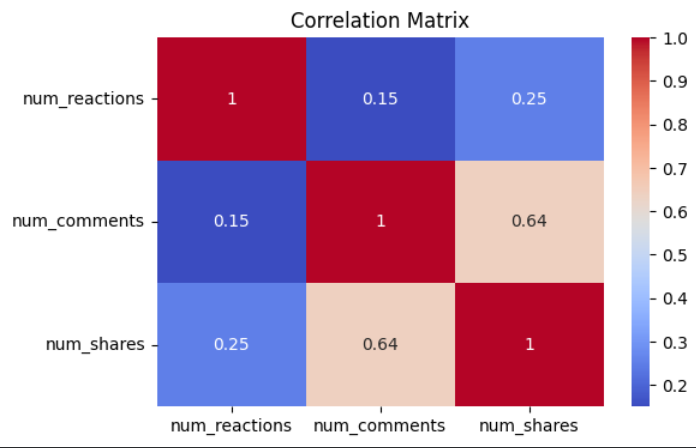 Correlation Matrix
num_reactions 1 0.15 0.25
num_comments 0.15 1 0.64
num_shares 0.25 0.64 1
num_reactions num_comments num_shares
1.0
0.9
0.8
0.7
0.6
0.5
0.4
0.3
0.2